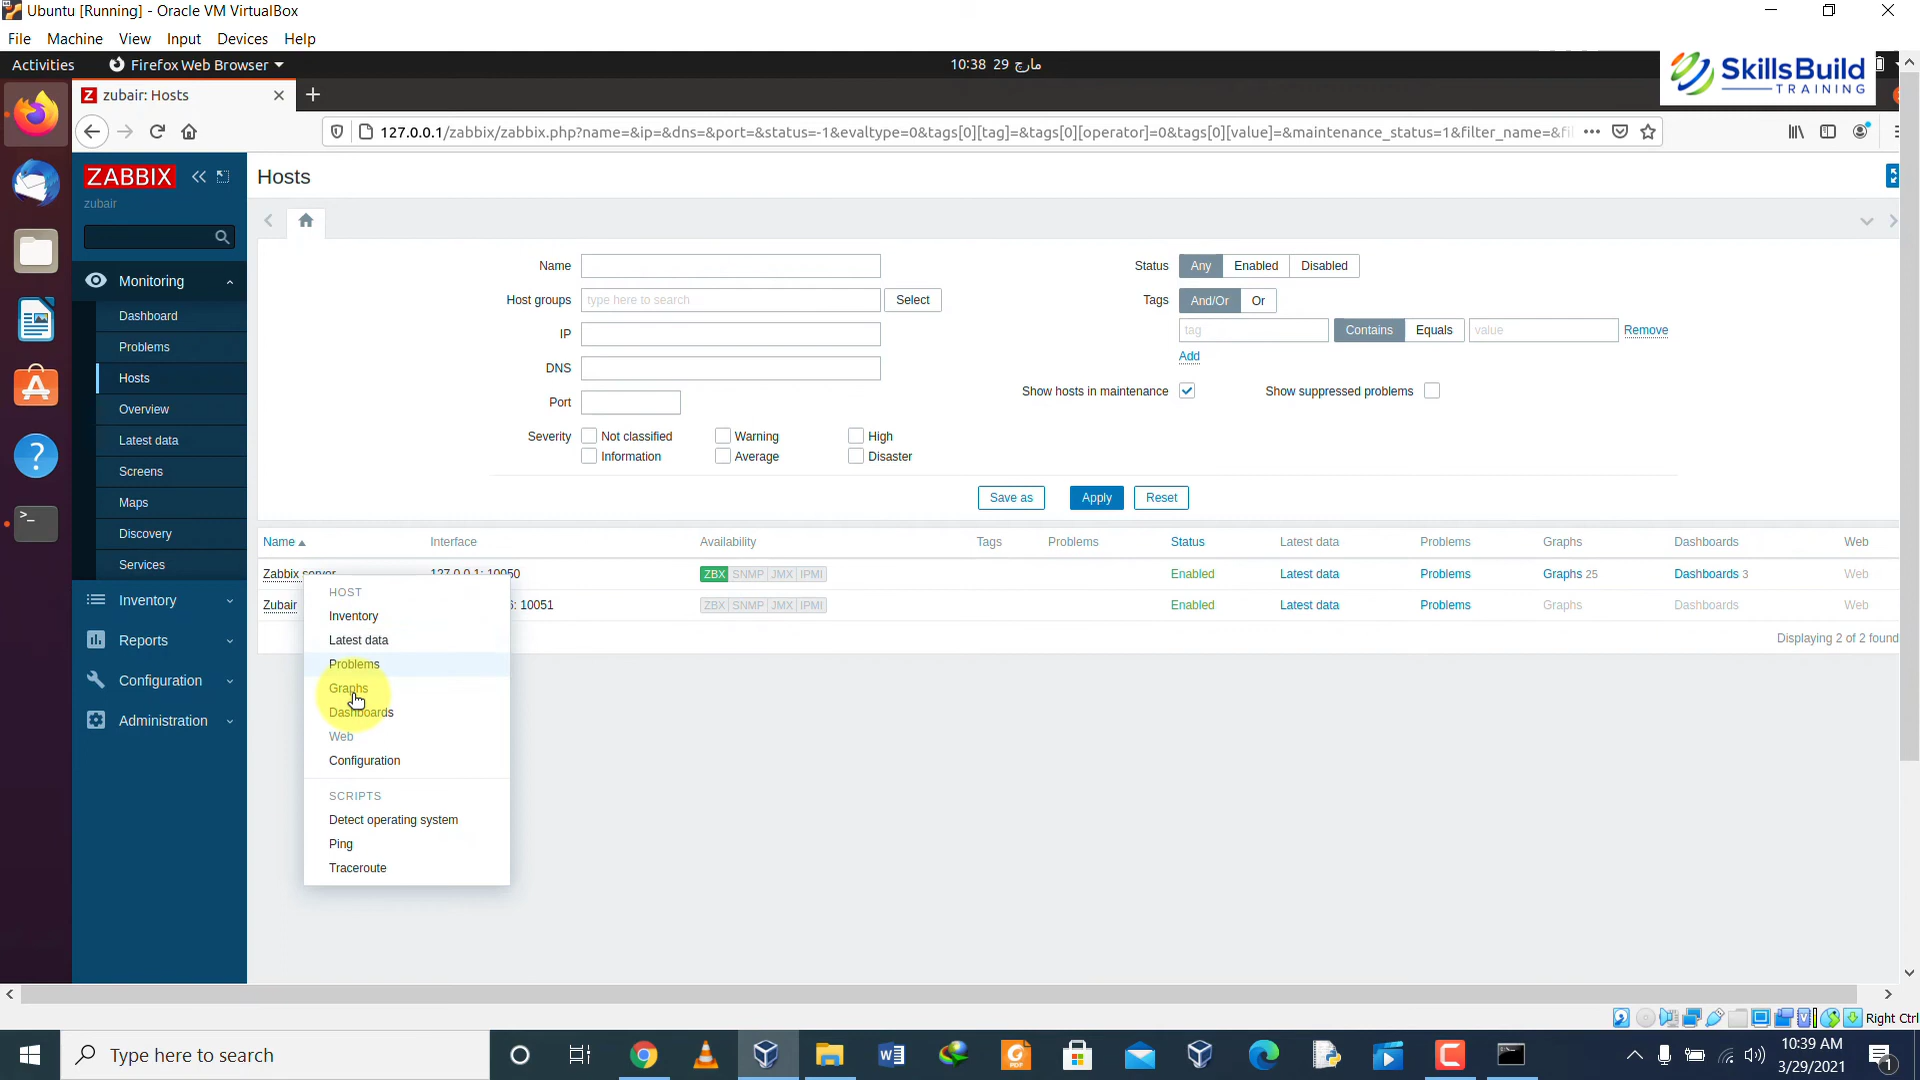 Ubuntu [Running] - Oracle VM VirtualBox
File Machine View Input Devices Help
Activities Firefox Web Browser 10:38 29 مارچ
SkillsBuild
TRAINING
zubair: Hosts
127.0.0.1/zabbix/zabbix.php?name=&ip=&dns=&port=&status=-1&evaltype=0&tags[0][tag]=&tags[0][operator]=0&tags[0][value]=&maintenance_status=1&filter_name=&fi
ZABBIX
zubair
Hosts
Monitoring
Dashboard
Problems
Hosts
Overview
Latest data
Screens
Maps
Discovery
Services
Inventory
Reports
Configuration
Administration
Name
Host groups type here to search Select
IP
DNS
Port
Severity Not classified Warning High
Information Average Disaster
Status Any Enabled Disabled
Tags And/Or Or
tag Contains Equals value Remove
Add
Show hosts in maintenance Show suppressed problems
Save as Apply Reset
Name Interface Availability Tags Problems Status Latest data Problems Graphs Dashboards Web
Zabbix server 127.0.0.1: 10050 ZBX SNMP JMX IPMI Enabled Latest data Problems Graphs 25 Dashboards 3 Web
Zubair : 10051 ZBX SNMP JMX IPMI Enabled Latest data Problems Graphs Dashboards Web
Displaying 2 of 2 found
HOST
Inventory
Latest data
Problems
Graphs
Dashboards
Web
Configuration
SCRIPTS
Detect operating system
Ping
Traceroute
Right Ctrl
Type here to search
10:39 AM
3/29/2021
1